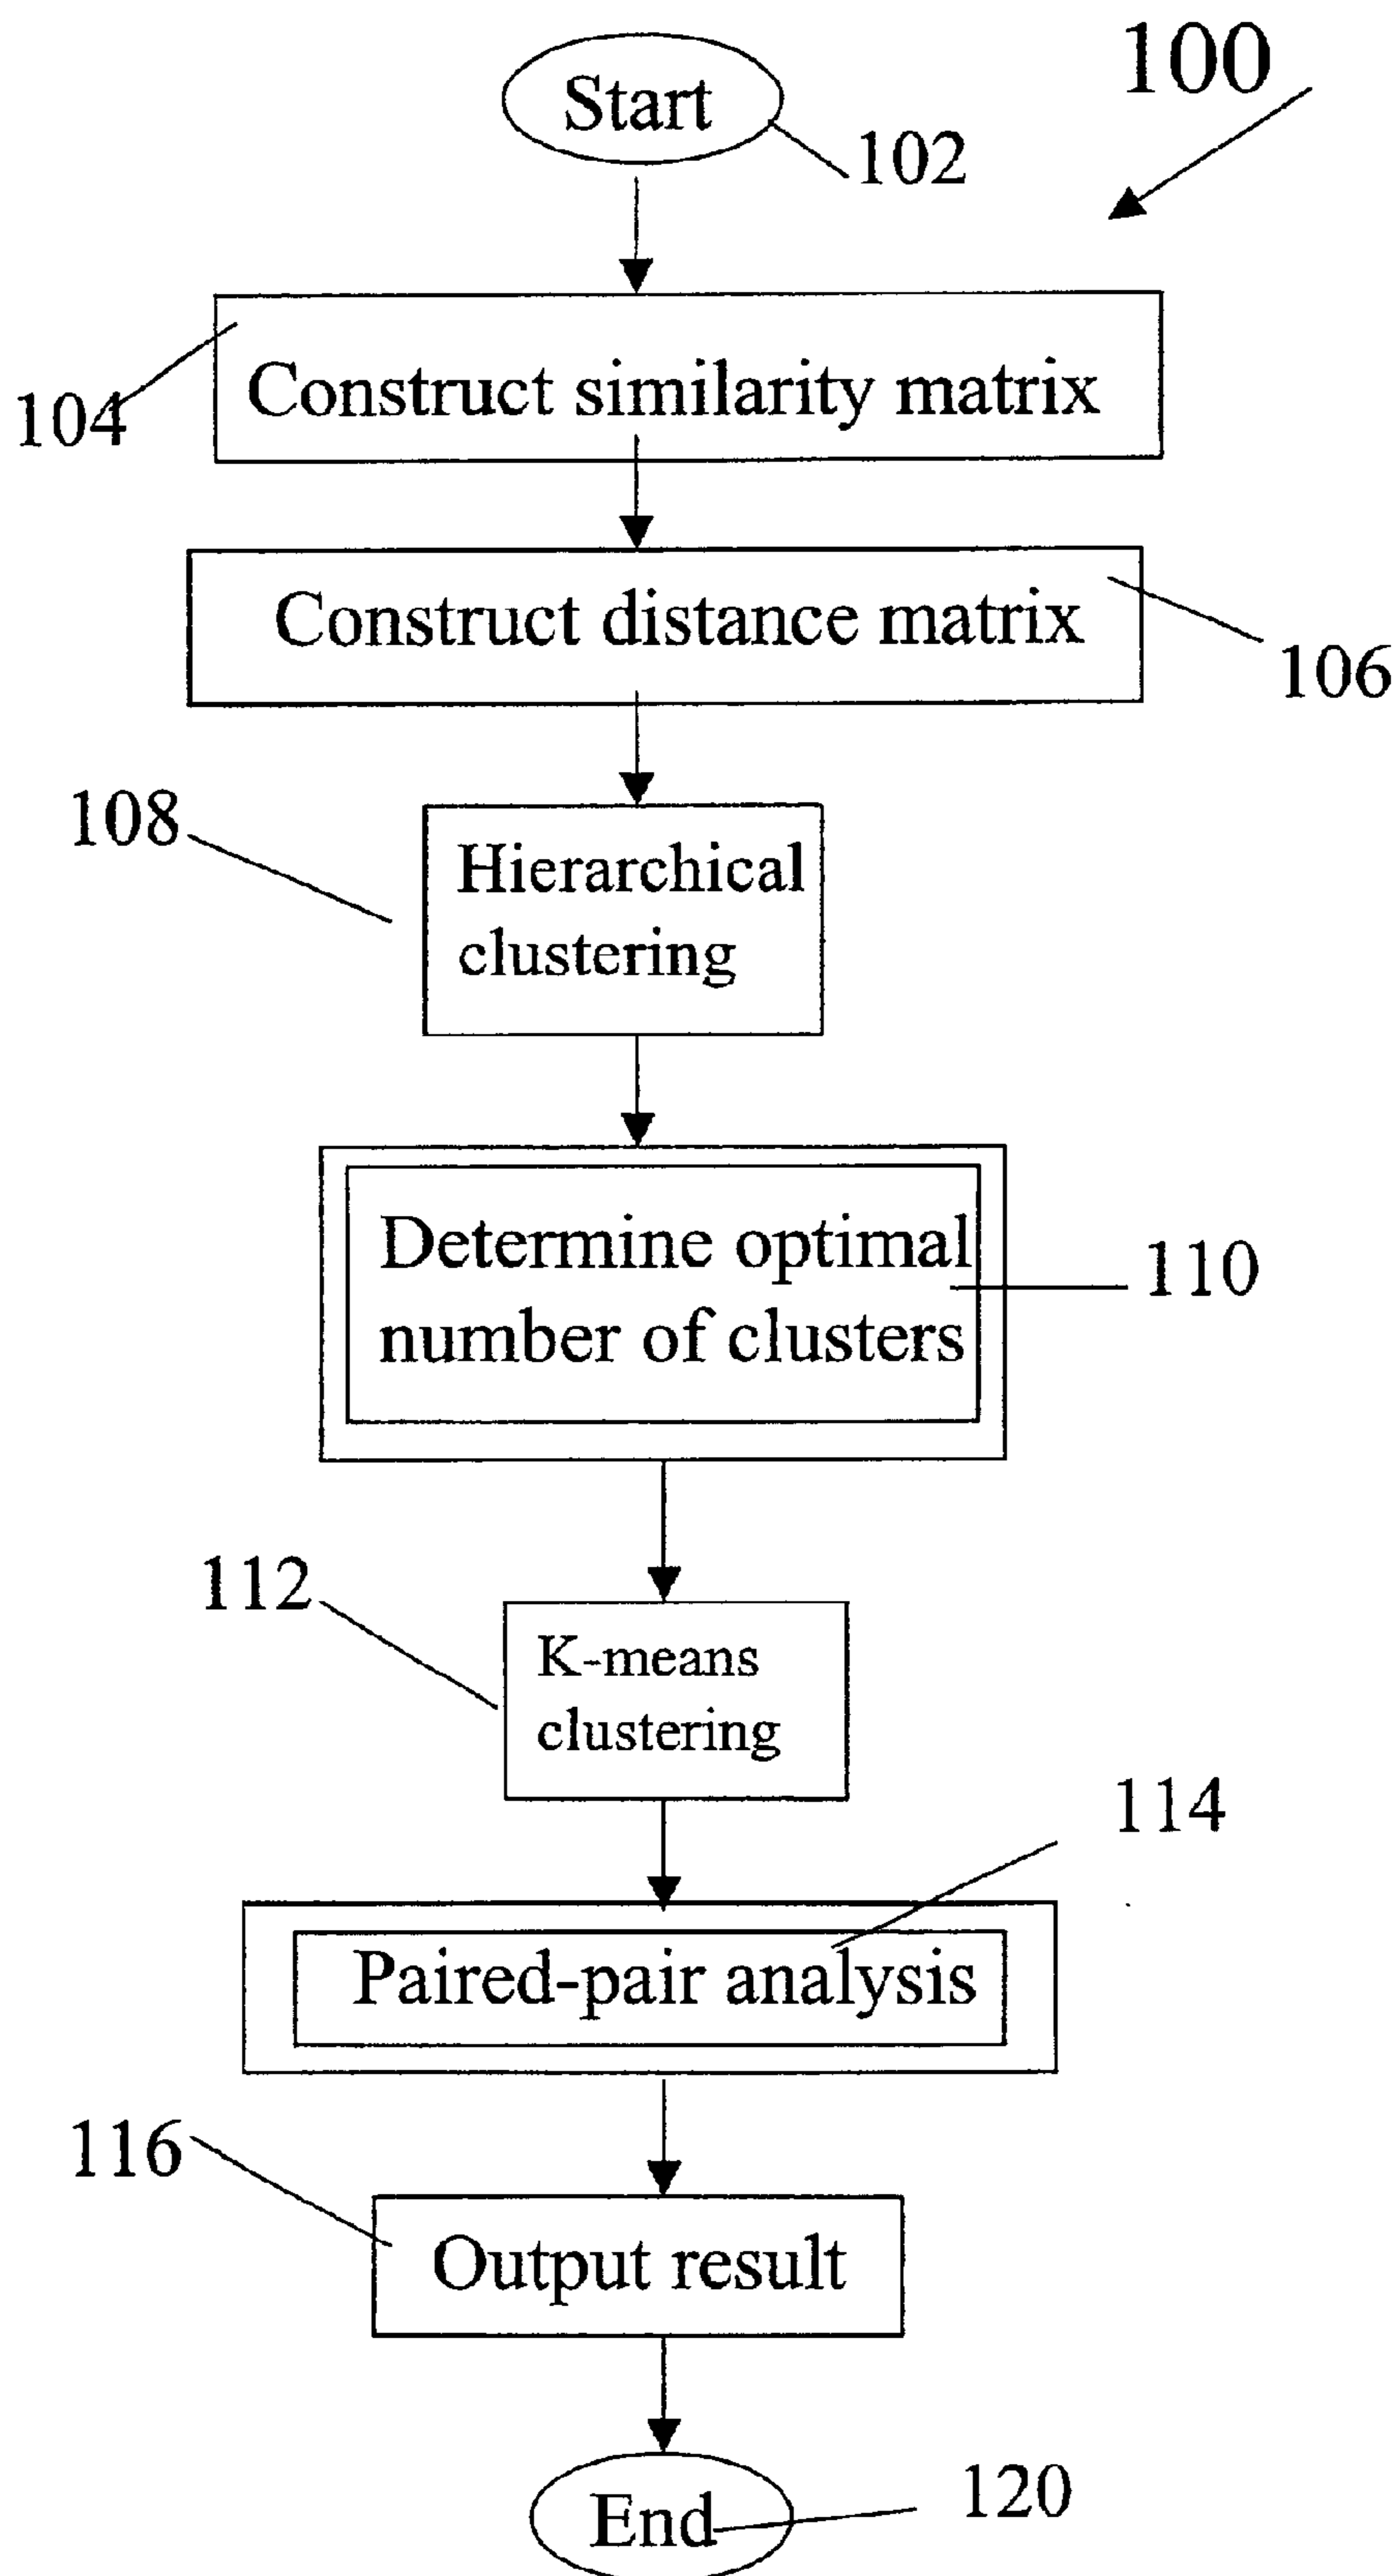 100
Start
102
Construct similarity matrix
104
Construct distance matrix
106
108
Hierarchical
clustering
Determine optimal
number of clusters
110
112
K-means
clustering
114
Paired-pair analysis
116
Output result
End
120